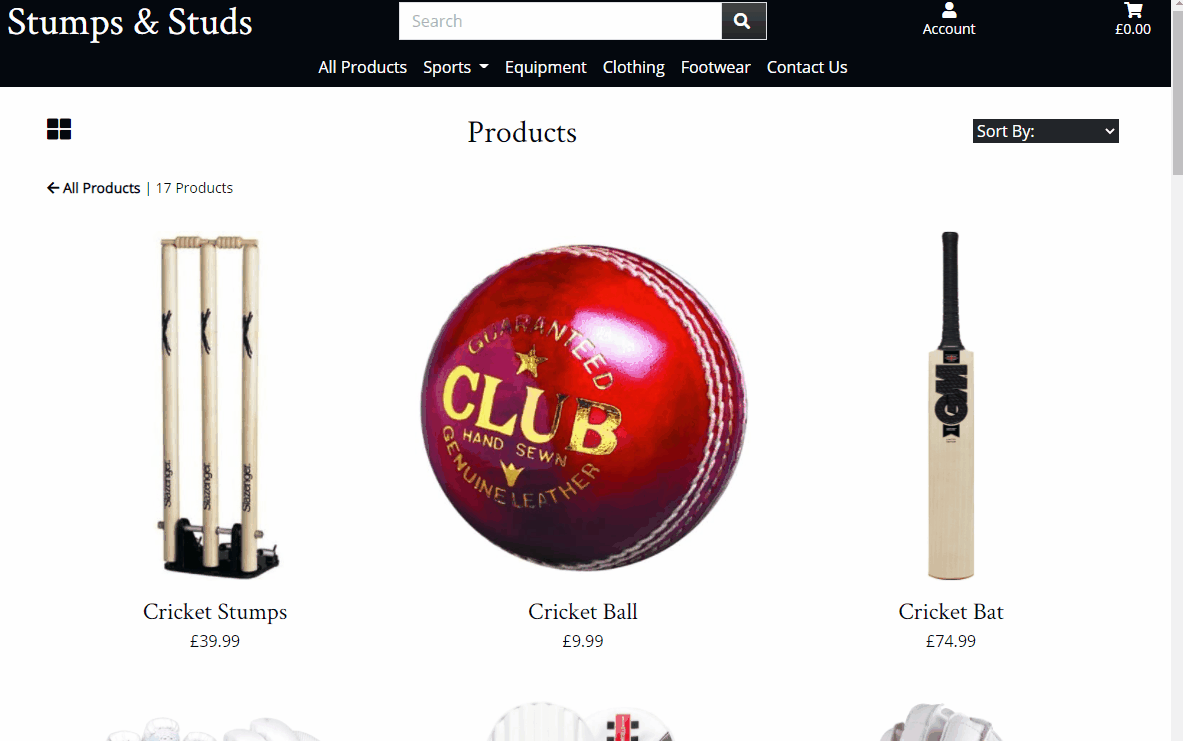 Stumps & Studs
Search
Account
£0.00
All Products Sports Equipment Clothing Footwear Contact Us
Products
Sort By:
All Products | 17 Products
Slazenger Slazenger Slazenger
GUARANTEED
CLUB
HAND SEWN
GENUINE LEATHER
GM
Cricket Stumps
£39.99
Cricket Ball
£9.99
Cricket Bat
£74.99